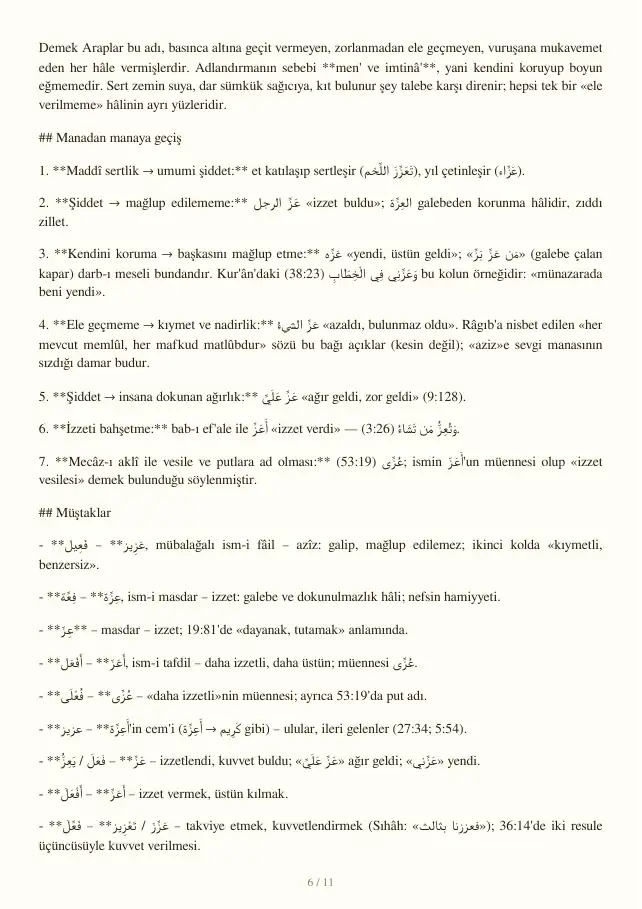 Demek Araplar bu adı, basınca altına geçit vermeyen, zorlanmadan ele geçmeyen, vuruşana mukavemet
eden her hâle vermişlerdir. Adlandırmanın sebebi **men' ve imtinâ'**, yani kendini koruyup boyun
eğmemedir. Sert zemin suya, dar sümkük sağıcıya, kıt bulunur şey talebe karşı direnir; hepsi tek bir «ele
verilmeme» hâlinin ayrı yüzleridir.
## Manadan manaya geçiş
1. **Maddî sertlik → umumi şiddet:** et katılaşıp sertleşir (تَعَزَّزَ اللَّحْم), yıl çetinleşir (عَزَّاء).
2. **Şiddet → mağlup edilememe:** عَزَّ الرجل «izzet buldu»; العِزَّة galebeden korunma hâlidir, zıddı
zillet.
3. **Kendini koruma → başkasını mağlup etme:** عَزَّه «yendi, üstün geldi»; «مَن عَزَّ بَزَّ» (galebe çalan
kapar) darb-ı meseli bundandır. Kur'ân'daki (38:23) وَعَزَّنِي فِي الْخِطَابِ bu kolun örneğidir: «münazarada
beni yendi».
4. **Ele geçmeme → kıymet ve nadirlik:** عَزَّ الشيءُ «azaldı, bulunmaz oldu». Râgıb'a nisbet edilen «her
mevcut memlûl, her mafkud matlûbdur» sözü bu bağı açıklar (kesin değil); «aziz»e sevgi manasının
sızdığı damar budur.
5. **Şiddet → insana dokunan ağırlık:** عَزَّ عَلَيَّ «ağır geldi, zor geldi» (9:128).
6. **İzzeti bahşetme:** bab-ı ef'ale ile أَعَزَّ «izzet verdi» — (3:26) وَتُعِزُّ مَن تَشَاءُ.
7. **Mecâz-ı aklî ile vesile ve putlara ad olması:** (53:19) عُزَّى; ismin أَعَزّ'un müennesi olup «izzet
vesilesi» demek bulunduğu söylenmiştir.
## Müştaklar
- **عَزِيز** – فَعِيل, mübalağalı ism-i fâil – azîz: galip, mağlup edilemez; ikinci kolda «kıymetli,
benzersiz».
- **عِزَّة** – فِعْلَة, ism-i masdar – izzet: galebe ve dokunulmazlık hâli; nefsin hamiyyeti.
- **عِزّ** – masdar – izzet; 19:81'de «dayanak, tutamak» anlamında.
- **أَعَزّ** – أَفْعَل, ism-i tafdil – daha izzetli, daha üstün; müennesi عُزَّى.
- **عُزَّى** – فُعْلَى – «daha izzetli»nin müennesi; ayrıca 53:19'da put adı.
- **أَعِزَّة** – عزيز'in cem'i (كَرِيم → أَعِزَّة gibi) – ulular, ileri gelenler (27:34; 5:54).
- **عَزَّ** – فَعَلَ / يَعِزُّ – izzetlendi, kuvvet buldu; «عَزَّ عَلَيَّ» ağır geldi; «عَزَّني» yendi.
- **أَعَزَّ** – أَفْعَلَ – izzet vermek, üstün kılmak.
- **عَزَّزَ / تَعْزِيز** – فَعَّلَ – takviye etmek, kuvvetlendirmek (Sıhâh: «فعززنا بثالث»); 36:14'de iki resule
üçüncüsüyle kuvvet verilmesi.
6 / 11